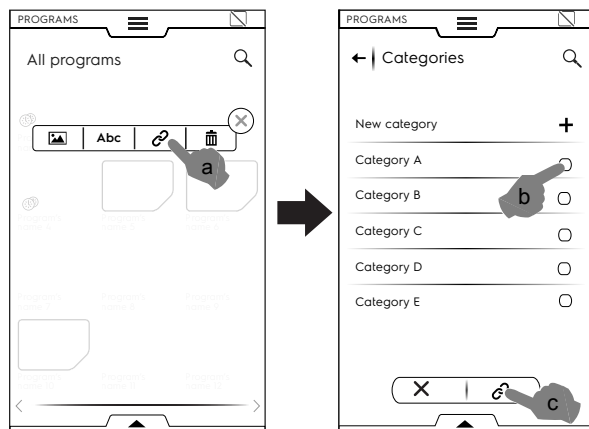 PROGRAMS
All programs
Abc
a
PROGRAMS
Categories
New category
Category A
b
Category B
Category C
Category D
Category E
c